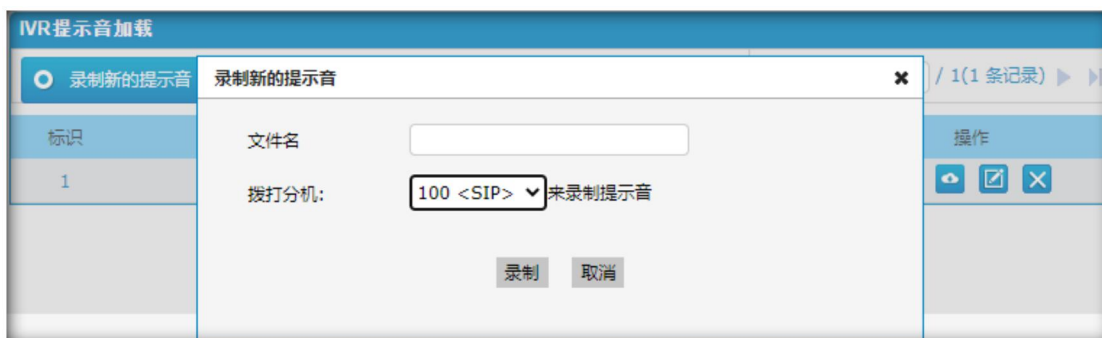 IVR提示音加载
录制新的提示音
录制新的提示音
/ 1(1 条记录)
标识
操作
1
文件名
拨打分机:
100 <SIP> 来录制提示音
录制 取消